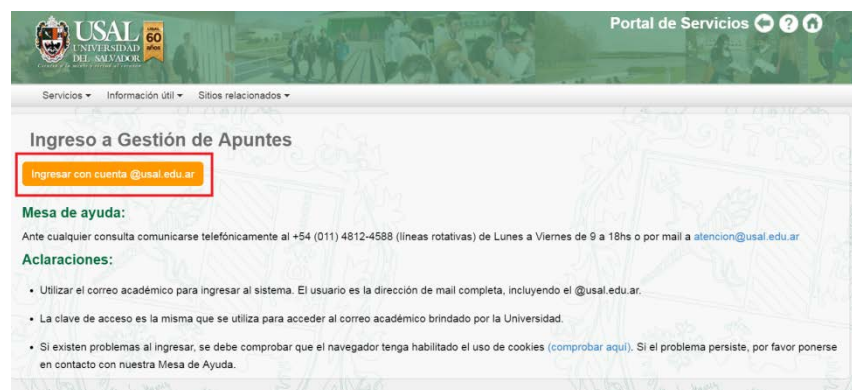 USAL
UNIVERSIDAD
DEL SALVADOR
60
años
Portal de Servicios
Servicios
Información útil
Sitios relacionados
Ingreso a Gestión de Apuntes
Ingresar con cuenta @usal.edu.ar
Mesa de ayuda:
Ante cualquier consulta comunicarse telefónicamente al +54 (011) 4812-4588 (líneas rotativas) de Lunes a Viernes de 9 a 18hs o por mail a atencion@usal.edu.ar
Aclaraciones:
• Utilizar el correo académico para ingresar al sistema. El usuario es la dirección de mail completa, incluyendo el @usal.edu.ar.
• La clave de acceso es la misma que se utiliza para acceder al correo académico brindado por la Universidad.
• Si existen problemas al ingresar, se debe comprobar que el navegador tenga habilitado el uso de cookies (comprobar aquí). Si el problema persiste, por favor ponerse
en contacto con nuestra Mesa de Ayuda.